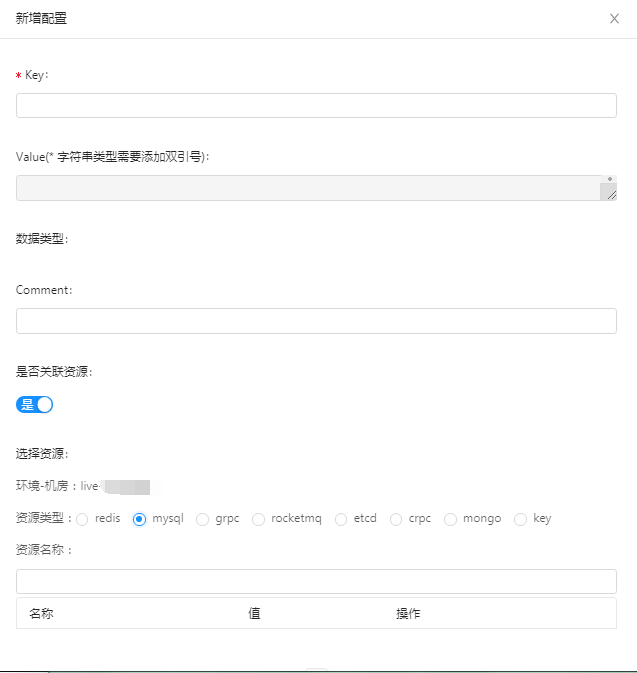 新增配置
* Key:
Value(* 字符串类型需要添加双引号):
数据类型:
Comment:
是否关联资源:
是
选择资源:
环境-机房：live-
资源类型： redis mysql grpc rocketmq etcd crpc mongo key
资源名称：
名称 值 操作